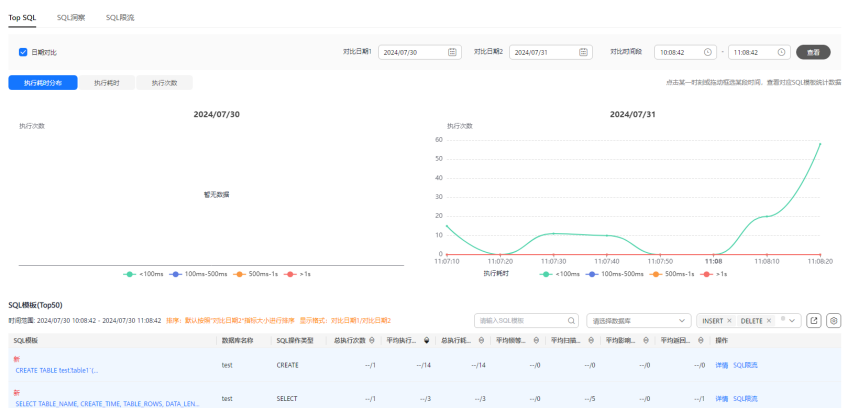 Top SQL SQL洞察 SQL限流
日期对比 对比日期1 2024/07/30 对比日期2 2024/07/31 对比时间段 10:08:42 - 11:08:42 查看
执行耗时分布 执行耗时 执行次数 点击某一时刻或拖动框选某段时间，查看对应SQL模板统计数据
2024/07/30 2024/07/31
执行次数 执行次数
60
50
40
30
20
10
0
暂无数据
11:07:10 11:07:20 11:07:30 11:07:40 11:07:50 11:08 11:08:10 11:08:20
<100ms 100ms-500ms 500ms-1s >1s 执行耗时 <100ms 100ms-500ms 500ms-1s >1s
SQL模板(Top50)
时间范围: 2024/07/30 10:08:42 - 2024/07/30 11:08:42 排序：默认按照"对比日期2"指标大小进行排序 显示格式：对比日期1/对比日期2 请输入SQL模板 请选择数据库 INSERT × DELETE ×
SQL模板 数据库名称 SQL操作类型 总执行次数 平均执行... 总执行耗... 平均锁等... 平均扫描... 平均影响... 平均返回... 操作
新
CREATE TABLE test.table1`(... test CREATE --/1 --/14 --/14 --/0 --/0 --/0 --/0 详情 SQL限流
新
SELECT TABLE_NAME, CREATE_TIME, TABLE_ROWS, DATA_LEN... test SELECT --/1 --/3 --/3 --/0 --/5 --/0 --/1 详情 SQL限流